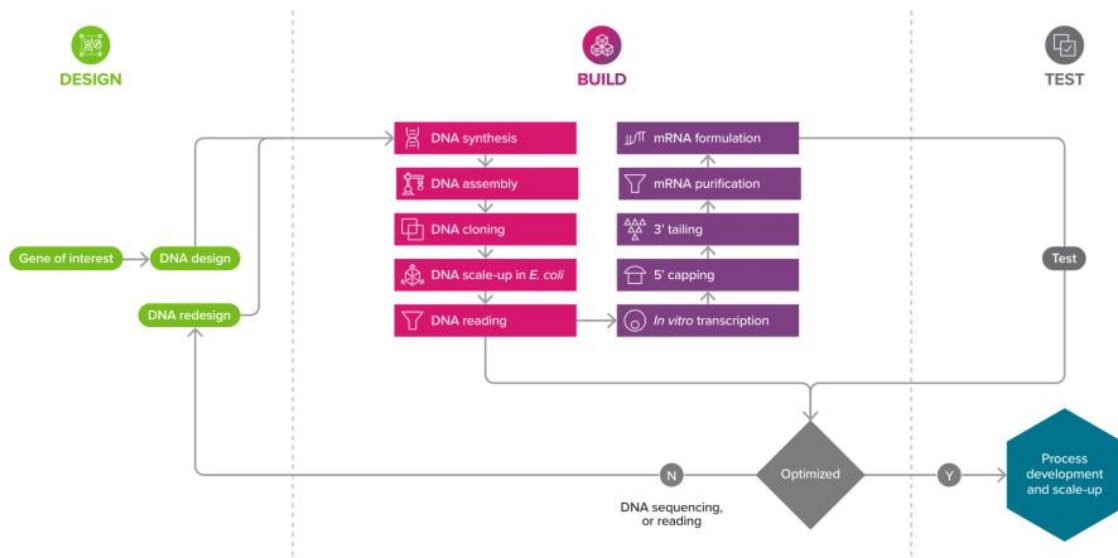 DESIGN
BUILD
TEST
DNA synthesis
mRNA formulation
DNA assembly
mRNA purification
DNA cloning
3' tailing
Gene of interest
DNA design
Test
DNA scale-up in E. coli
5' capping
DNA redesign
DNA reading
In vitro transcription
Optimized
N
Y
Process
development
and scale-up
DNA sequencing,
or reading